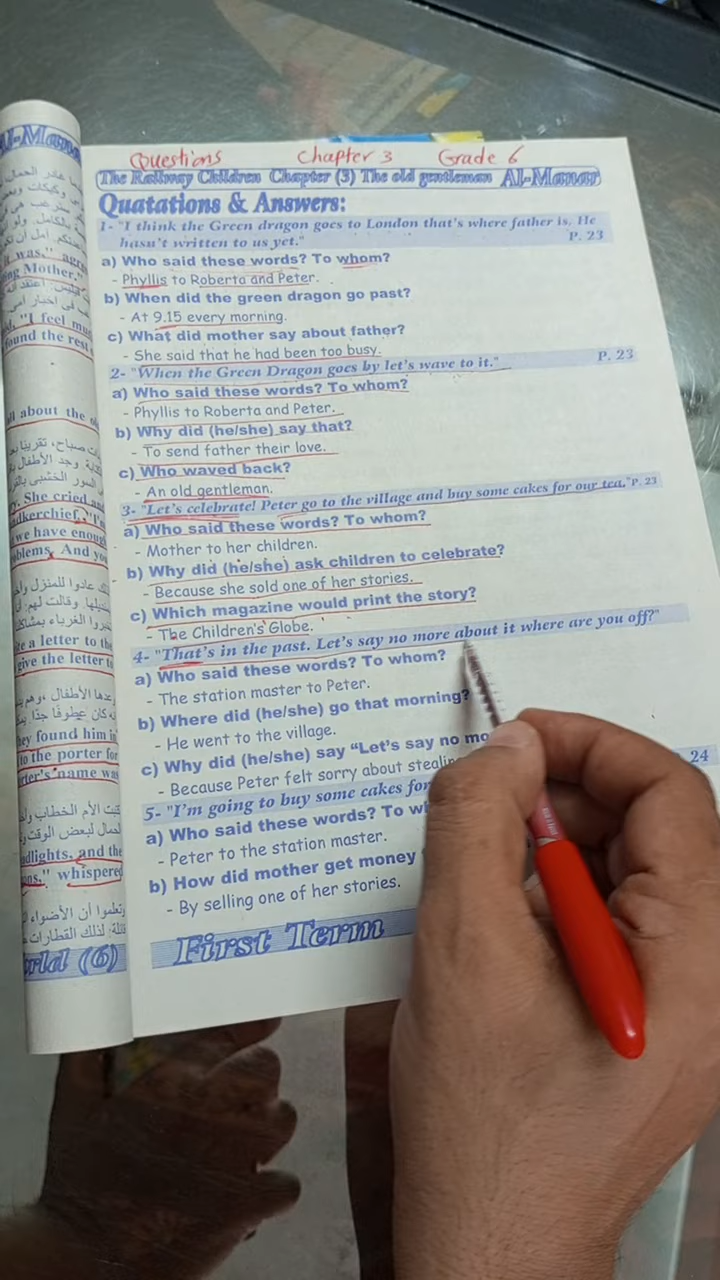 Questions Chapter 3 Grade 6
The Railway Children Chapter (3) The old gentleman Al-Manar
Quatations & Answers:
1- "I think the Green dragon goes to London that's where father is. He
hasn't written to us yet." P. 23
a) Who said these words? To whom?
- Phyllis to Roberta and Peter.
b) When did the green dragon go past?
- At 9.15 every morning.
c) What did mother say about father?
- She said that he had been too busy.
2- "When the Green Dragon goes by let's wave to it." P. 23
a) Who said these words? To whom?
- Phyllis to Roberta and Peter.
b) Why did (he/she) say that?
- To send father their love.
c) Who waved back?
- An old gentleman.
3- "Let's celebrate! Peter go to the village and buy some cakes for our tea." P. 23
a) Who said these words? To whom?
- Mother to her children.
b) Why did (he/she) ask children to celebrate?
- Because she sold one of her stories.
c) Which magazine would print the story?
- The Children's Globe.
4- "That's in the past. Let's say no more about it where are you off?"
a) Who said these words? To whom?
- The station master to Peter.
b) Where did (he/she) go that morning?
- He went to the village.
c) Why did (he/she) say "Let's say no mo
- Because Peter felt sorry about stealin
5- "I'm going to buy some cakes for 24
a) Who said these words? To wh
- Peter to the station master.
b) How did mother get money
- By selling one of her stories.
First Term
it was,"
Mother."
"I feel mu
found the rest
all about the
She cried and
we have enoug
And yo
a letter to the
give the letter
they found him in
to the porter for
name was
and the
whispered
(6)